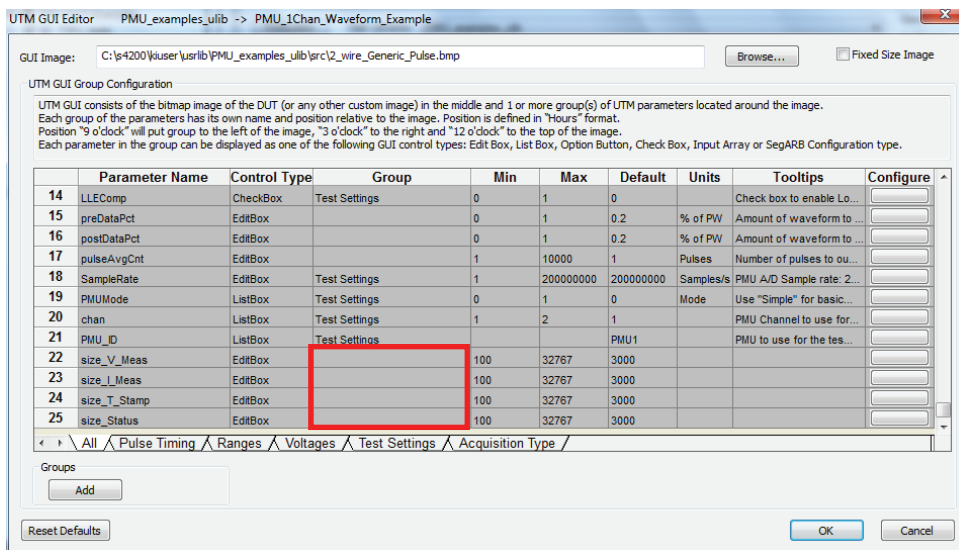 UTM GUI Editor PMU_examples_ulib -> PMU_1Chan_Waveform_Example
GUI Image: C:\s4200\kiuser\usrlib\PMU_examples_ulib\src\2_wire_Generic_Pulse.bmp Browse... Fixed Size Image
UTM GUI Group Configuration
UTM GUI consists of the bitmap image of the DUT (or any other custom image) in the middle and 1 or more group(s) of UTM parameters located around the image.
Each group of the parameters has its own name and position relative to the image. Position is defined in "Hours" format.
Position "9 o'clock" will put group to the left of the image, "3 o'clock" to the right and "12 o'clock" to the top of the image.
Each parameter in the group can be displayed as one of the following GUI control types: Edit Box, List Box, Option Button, Check Box, Input Array or SegARB Configuration type.
Parameter Name Control Type Group Min Max Default Units Tooltips Configure
14 LLEComp CheckBox Test Settings 0 1 0 Check box to enable Lo...
15 preDataPct EditBox 0 1 0.2 % of PW Amount of waveform to ...
16 postDataPct EditBox 0 1 0.2 % of PW Amount of waveform to ...
17 pulseAvgCnt EditBox 1 10000 1 Pulses Number of pulses to ou...
18 SampleRate EditBox Test Settings 1 200000000 200000000 Samples/s PMU A/D Sample rate: 2...
19 PMUMode ListBox Test Settings 0 1 0 Mode Use "Simple" for basic...
20 chan ListBox Test Settings 1 2 1 PMU Channel to use for...
21 PMU_ID ListBox Test Settings PMU1 PMU to use for the tes...
22 size_V_Meas EditBox 100 32767 3000
23 size_I_Meas EditBox 100 32767 3000
24 size_T_Stamp EditBox 100 32767 3000
25 size_Status EditBox 100 32767 3000
All Pulse Timing Ranges Voltages Test Settings Acquisition Type
Groups
Add
Reset Defaults OK Cancel